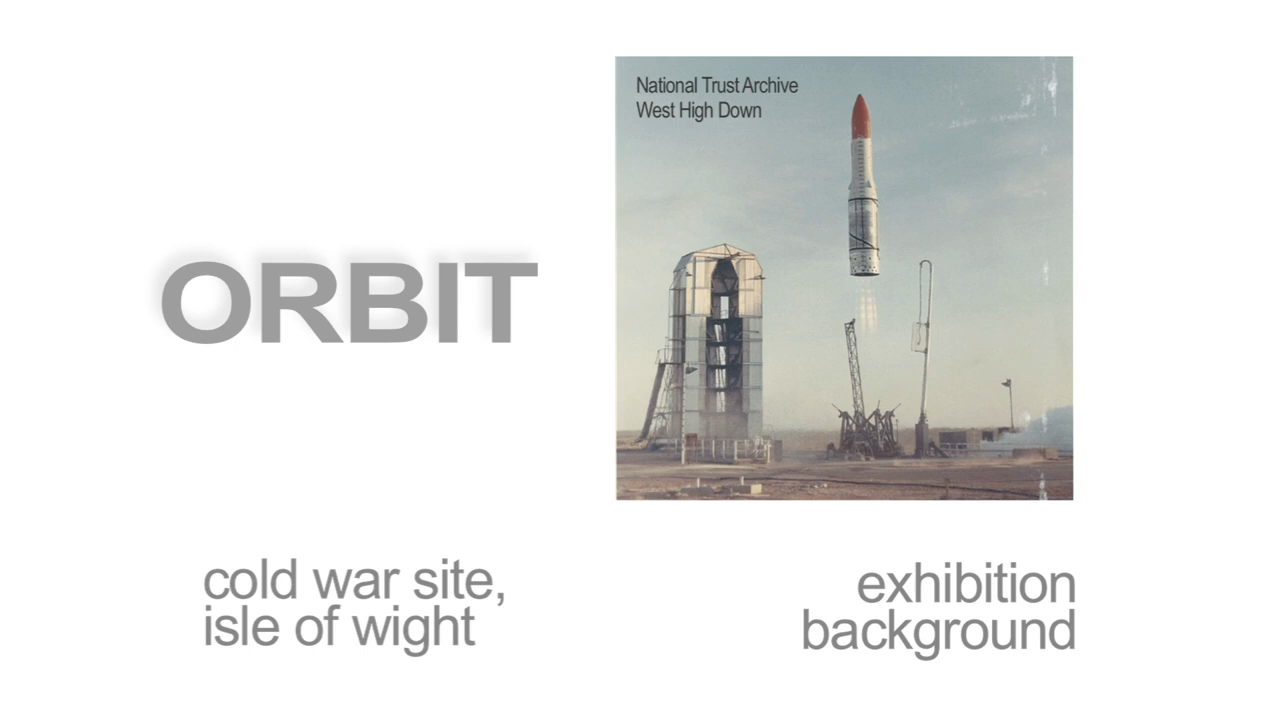 National Trust Archive
West High Down
ORBIT
cold war site,
isle of wight
exhibition
background